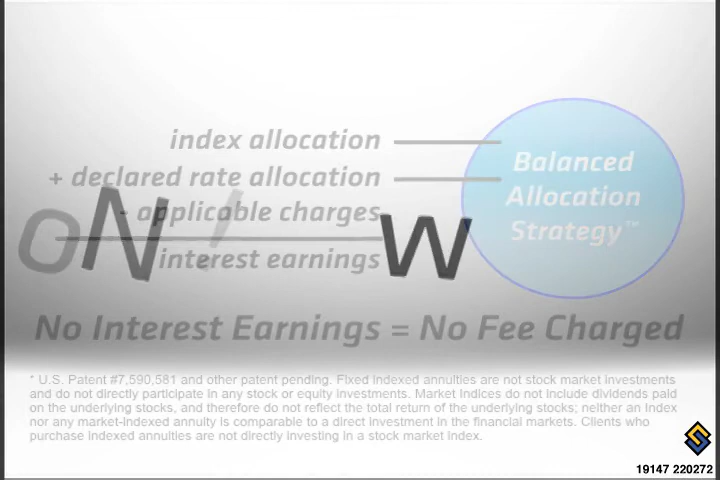 index allocation
+ declared rate allocation
- applicable charges
interest earnings
Balanced
Allocation
Strategy™
No Interest Earnings = No Fee Charged
* U.S. Patent #7,590,581 and other patent pending. Fixed indexed annuities are not stock market investments
and do not directly participate in any stock or equity investments. Market indices do not include dividends paid
on the underlying stocks, and therefore do not reflect the total return of the underlying stocks; neither an Index
nor any market-indexed annuity is comparable to a direct investment in the financial markets. Clients who
purchase indexed annuities are not directly investing in a stock market index.
19147 220272